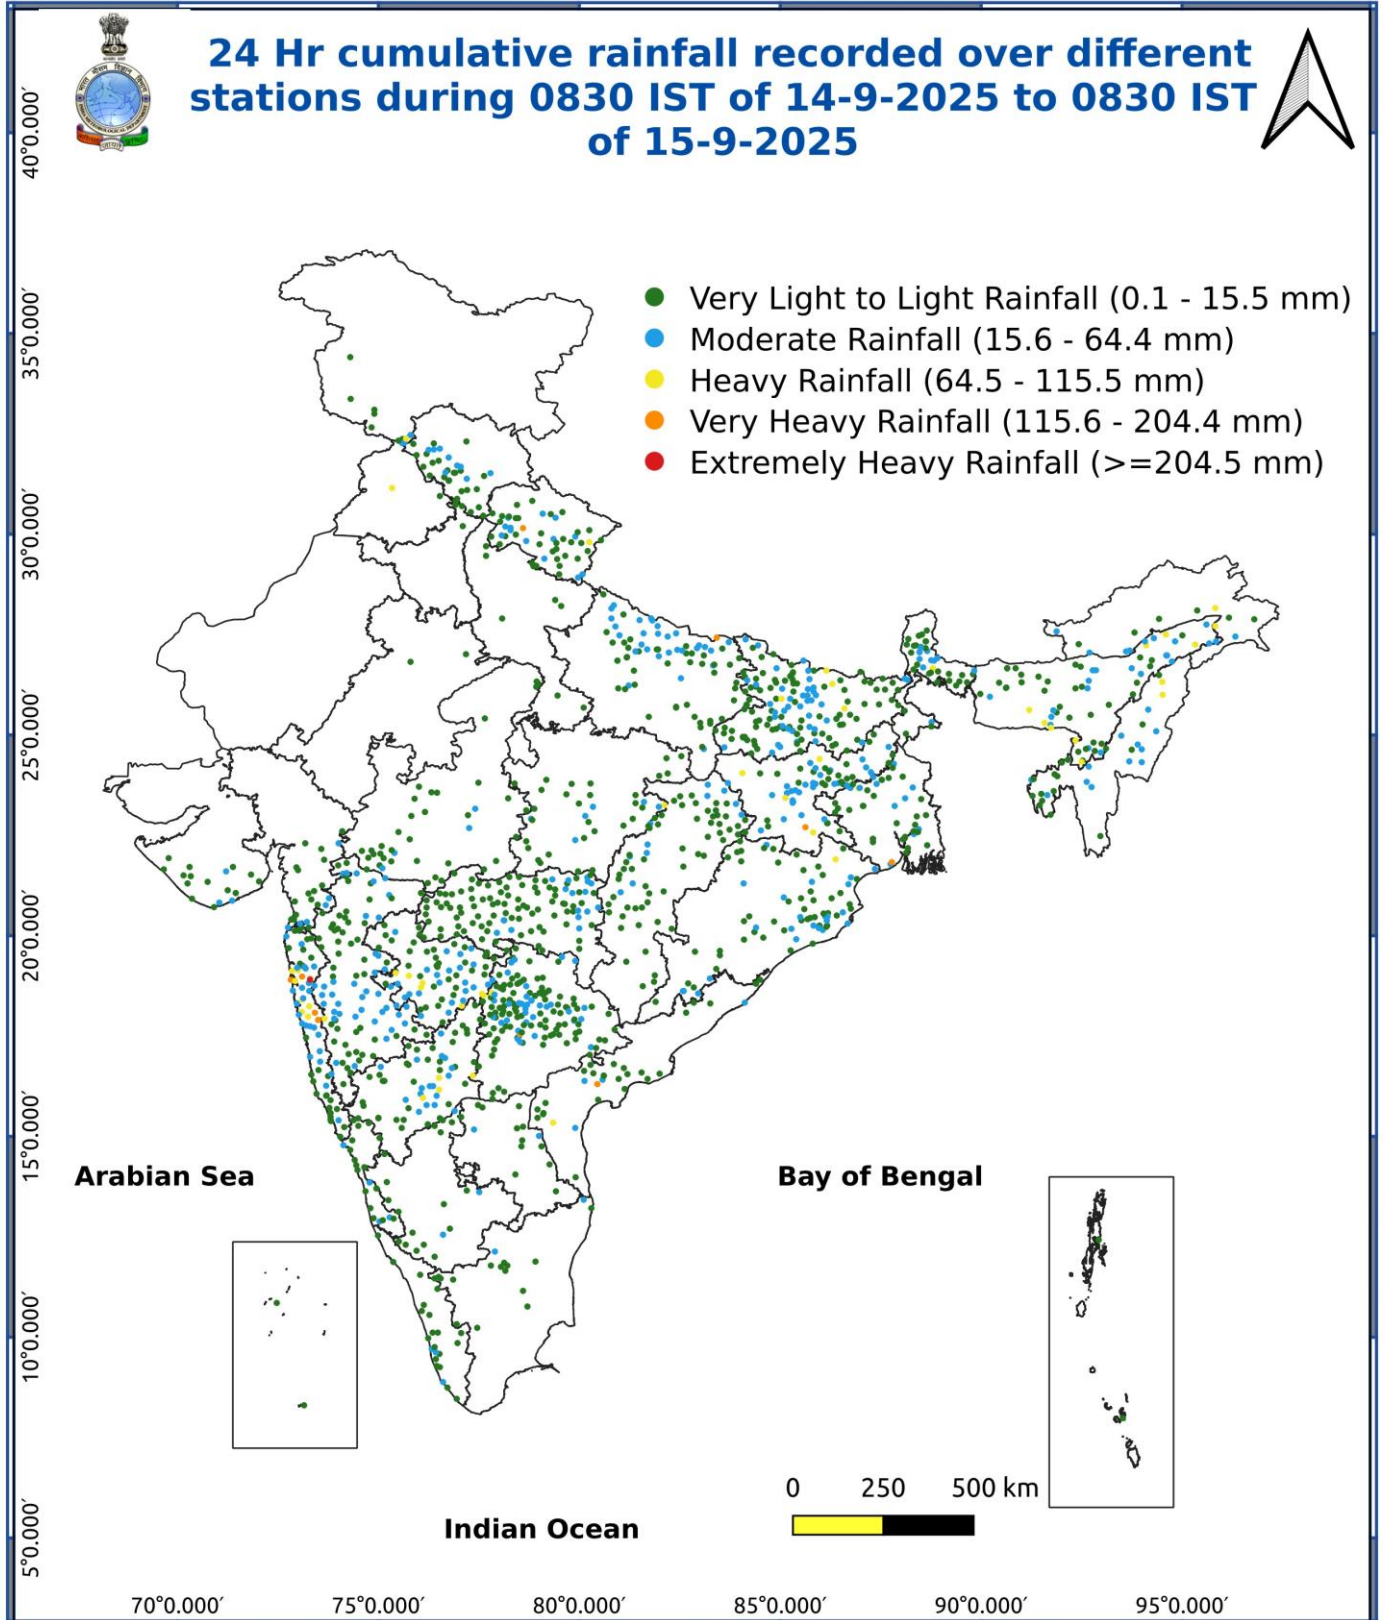 24 Hr cumulative rainfall recorded over different
stations during 0830 IST of 14-9-2025 to 0830 IST
of 15-9-2025
40°0.000′
35°0.000′
30°0.000′
25°0.000′
20°0.000′
15°0.000′
10°0.000′
5°0.000′
Very Light to Light Rainfall (0.1 - 15.5 mm)
Moderate Rainfall (15.6 - 64.4 mm)
Heavy Rainfall (64.5 - 115.5 mm)
Very Heavy Rainfall (115.6 - 204.4 mm)
Extremely Heavy Rainfall (>=204.5 mm)
Arabian Sea
Bay of Bengal
Indian Ocean
0 250 500 km
70°0.000′ 75°0.000′ 80°0.000′ 85°0.000′ 90°0.000′ 95°0.000′